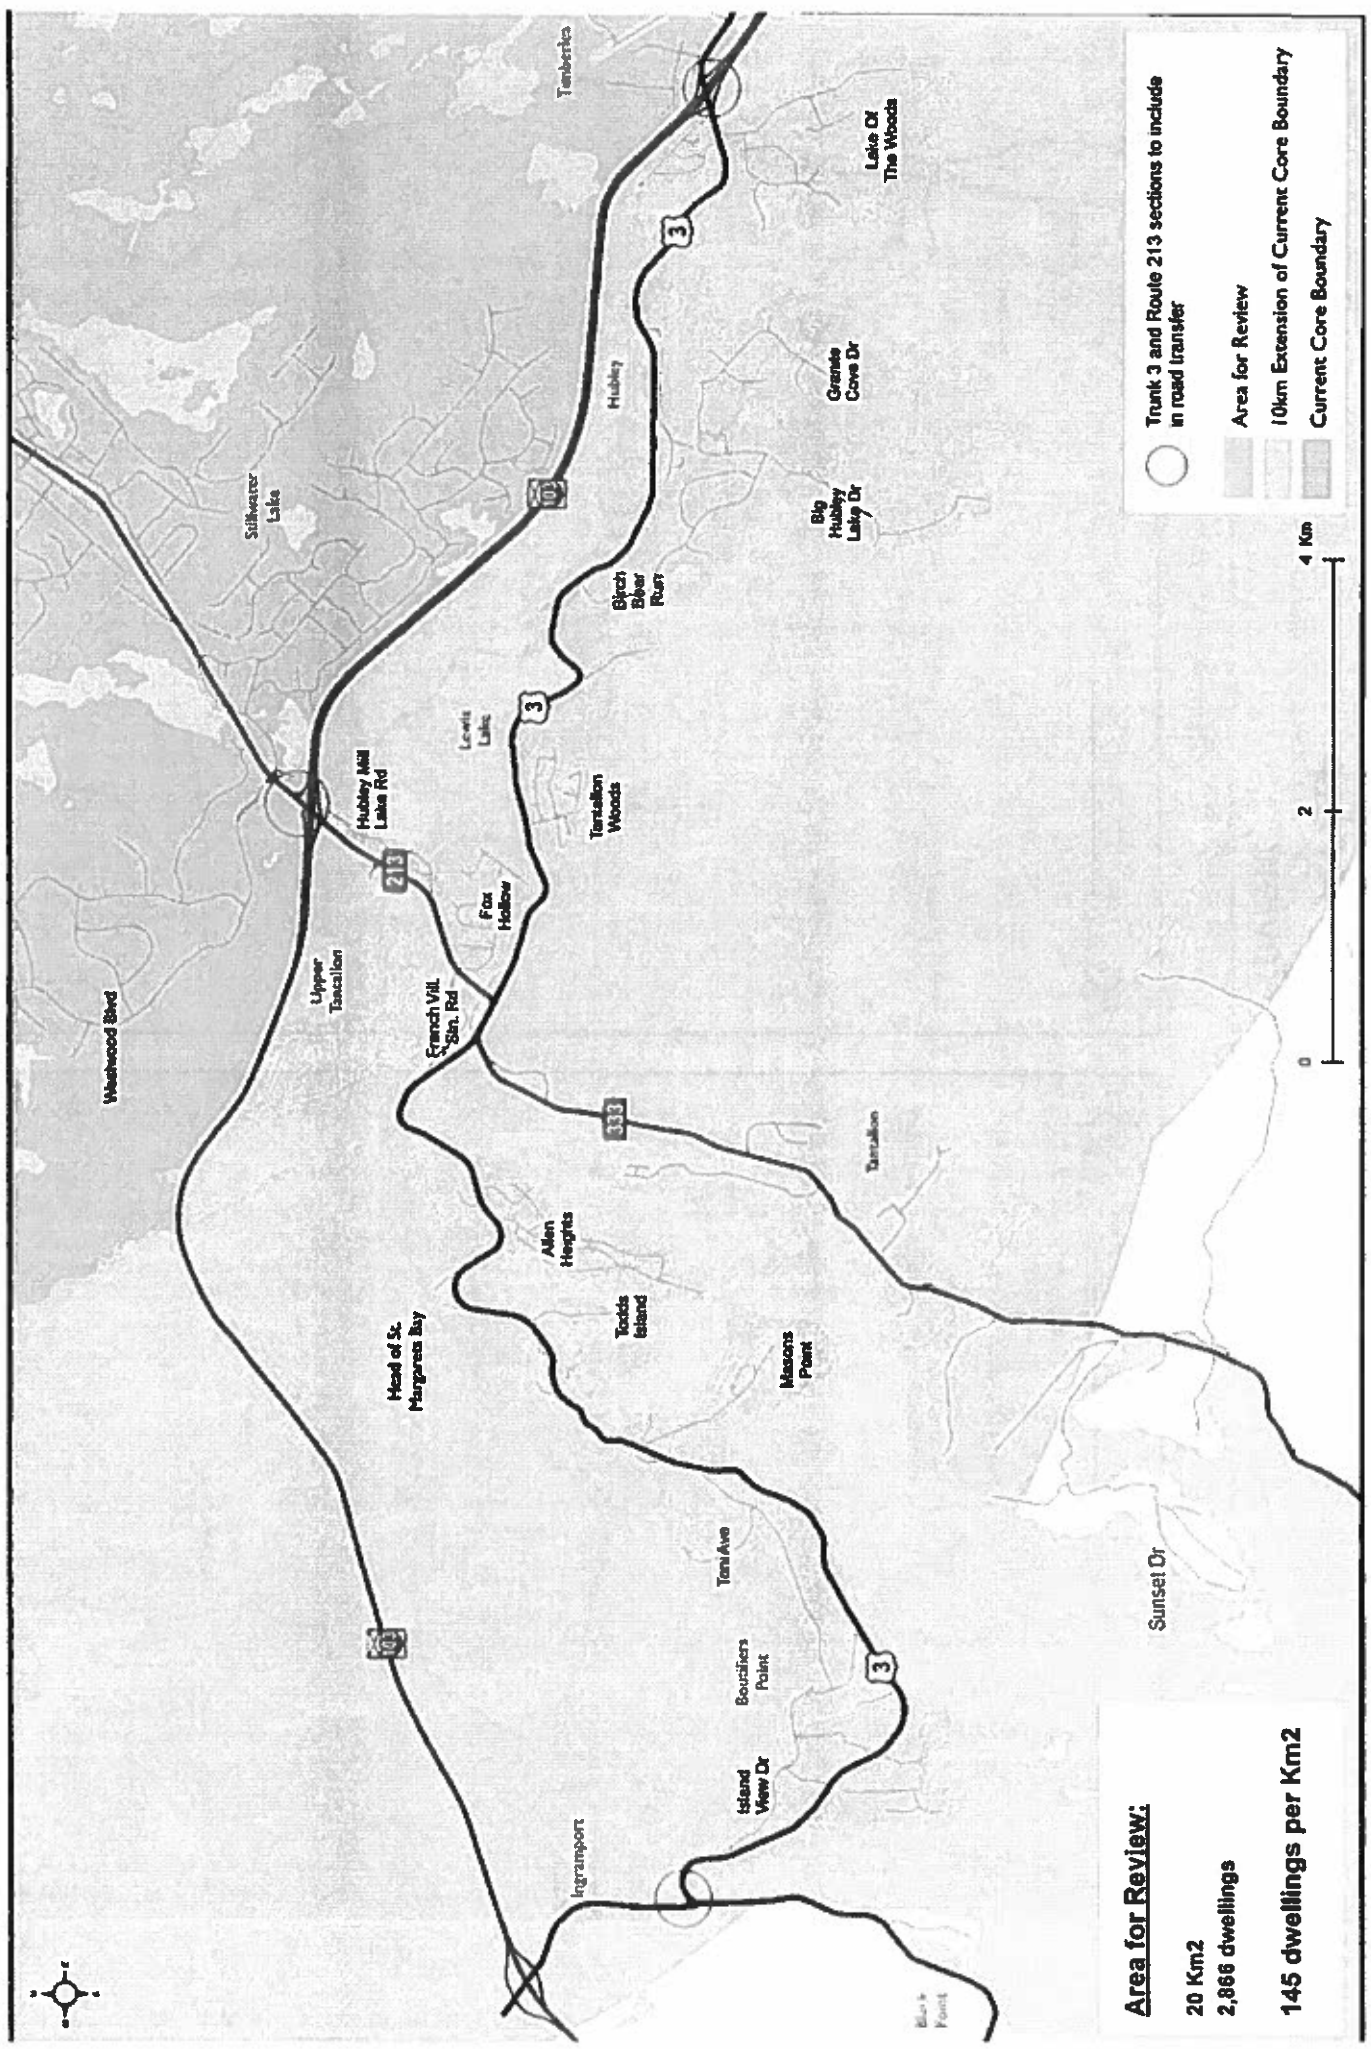 Timberlea
Lake Of
The Woods
3
Hubley
Granite
Cove Dr
Stillwater
Lake
103
Big
Hubley
Lake Dr
Birch
Bear
Run
3
Lewis
Lake
Hubley Mill
Lake Rd
Tantallon
Woods
213
Fox
Hollow
Upper
Tantallon
French Vill.
Stn. Rd
Westwood Blvd
333
Tantallon
Allen
Heights
Todds
Island
Head of St.
Margarets Bay
Masons
Point
Toni Ave
103
Boutiliers
Point
3
Sunset Dr
Island
View Dr
Ingramport
Point
Trunk 3 and Route 213 sections to include
in road transfer
Area for Review
10km Extension of Current Core Boundary
Current Core Boundary
0 2 4 Km
Area for Review:
20 Km2
2,866 dwellings
145 dwellings per Km2